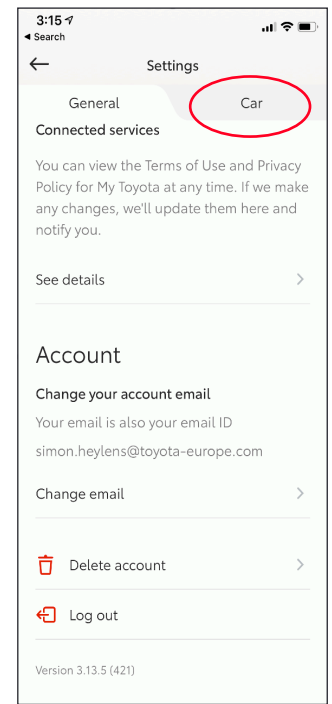 3:15
◀ Search
Settings
General
Car
Connected services
You can view the Terms of Use and Privacy
Policy for My Toyota at any time. If we make
any changes, we'll update them here and
notify you.
See details
Account
Change your account email
Your email is also your email ID
simon.heylens@toyota-europe.com
Change email
Delete account
Log out
Version 3.13.5 (421)